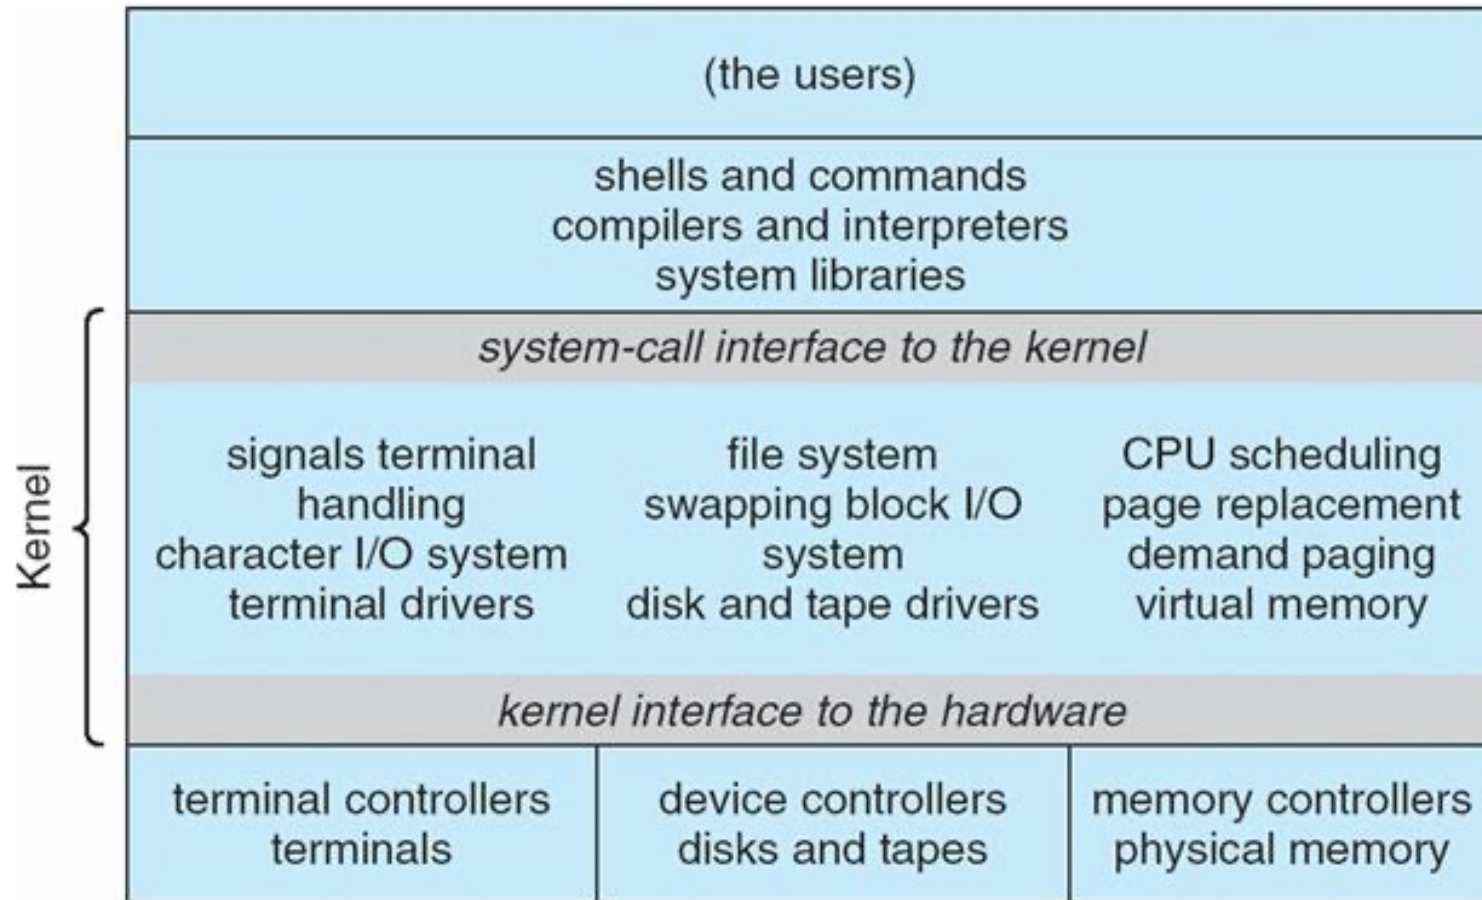 (the users)
shells and commands
compilers and interpreters
system libraries
system-call interface to the kernel
Kernel
signals terminal
handling
character I/O system
terminal drivers
file system
swapping block I/O
system
disk and tape drivers
CPU scheduling
page replacement
demand paging
virtual memory
kernel interface to the hardware
terminal controllers
terminals
device controllers
disks and tapes
memory controllers
physical memory